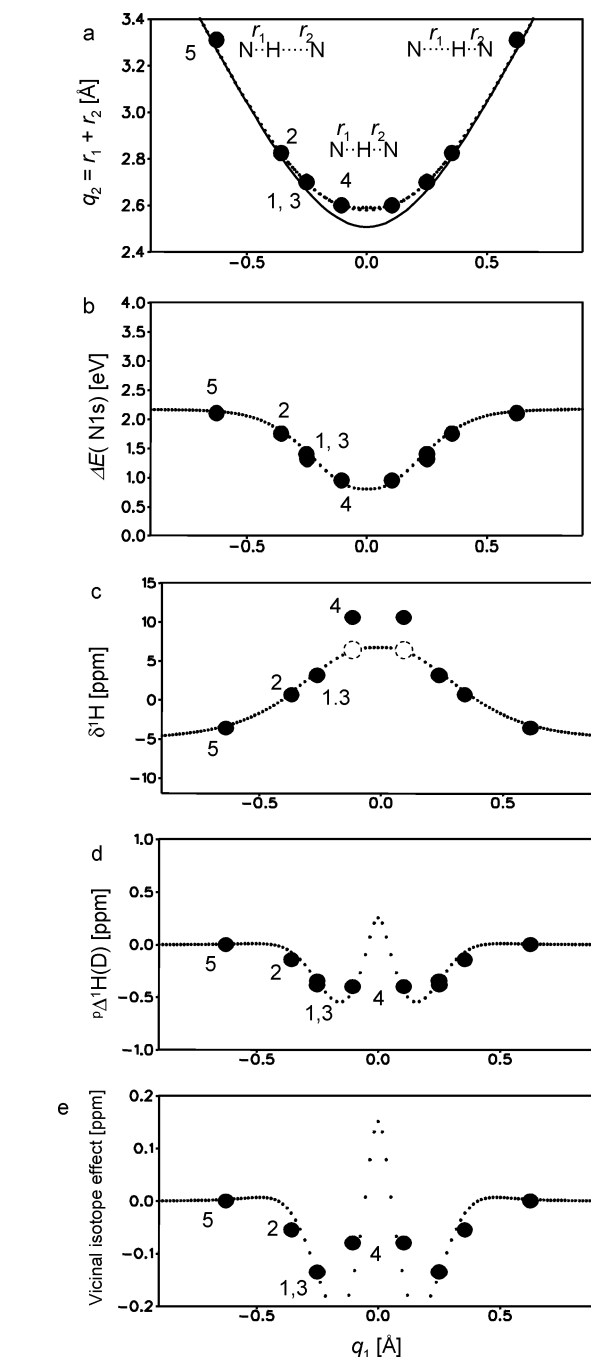 a
q₂ = r₁ + r₂ [Å]
3.4
3.2
3.0
2.8
2.6
2.4
r₁ r₂
N··H·····N
r₁ r₂
N·····H··N
r₁ r₂
N··H··N
5
2
1, 3
4
−0.5 0.0 0.5
b
ΔE( N1s) [eV]
4.0
3.5
3.0
2.5
2.0
1.5
1.0
0.5
0.0
5
2
1, 3
4
−0.5 0.0 0.5
c
δ¹H [ppm]
15
10
5
0
−5
−10
4
2
1.3
5
−0.5 0.0 0.5
d
ᵖΔ¹H(D) [ppm]
1.0
0.5
0.0
−0.5
−1.0
5
2
1,3
4
−0.5 0.0 0.5
e
Vicinal isotope effect [ppm]
0.2
0.1
0.0
−0.1
−0.2
5
2
1,3
4
−0.5 0.0 0.5
q₁ [Å]